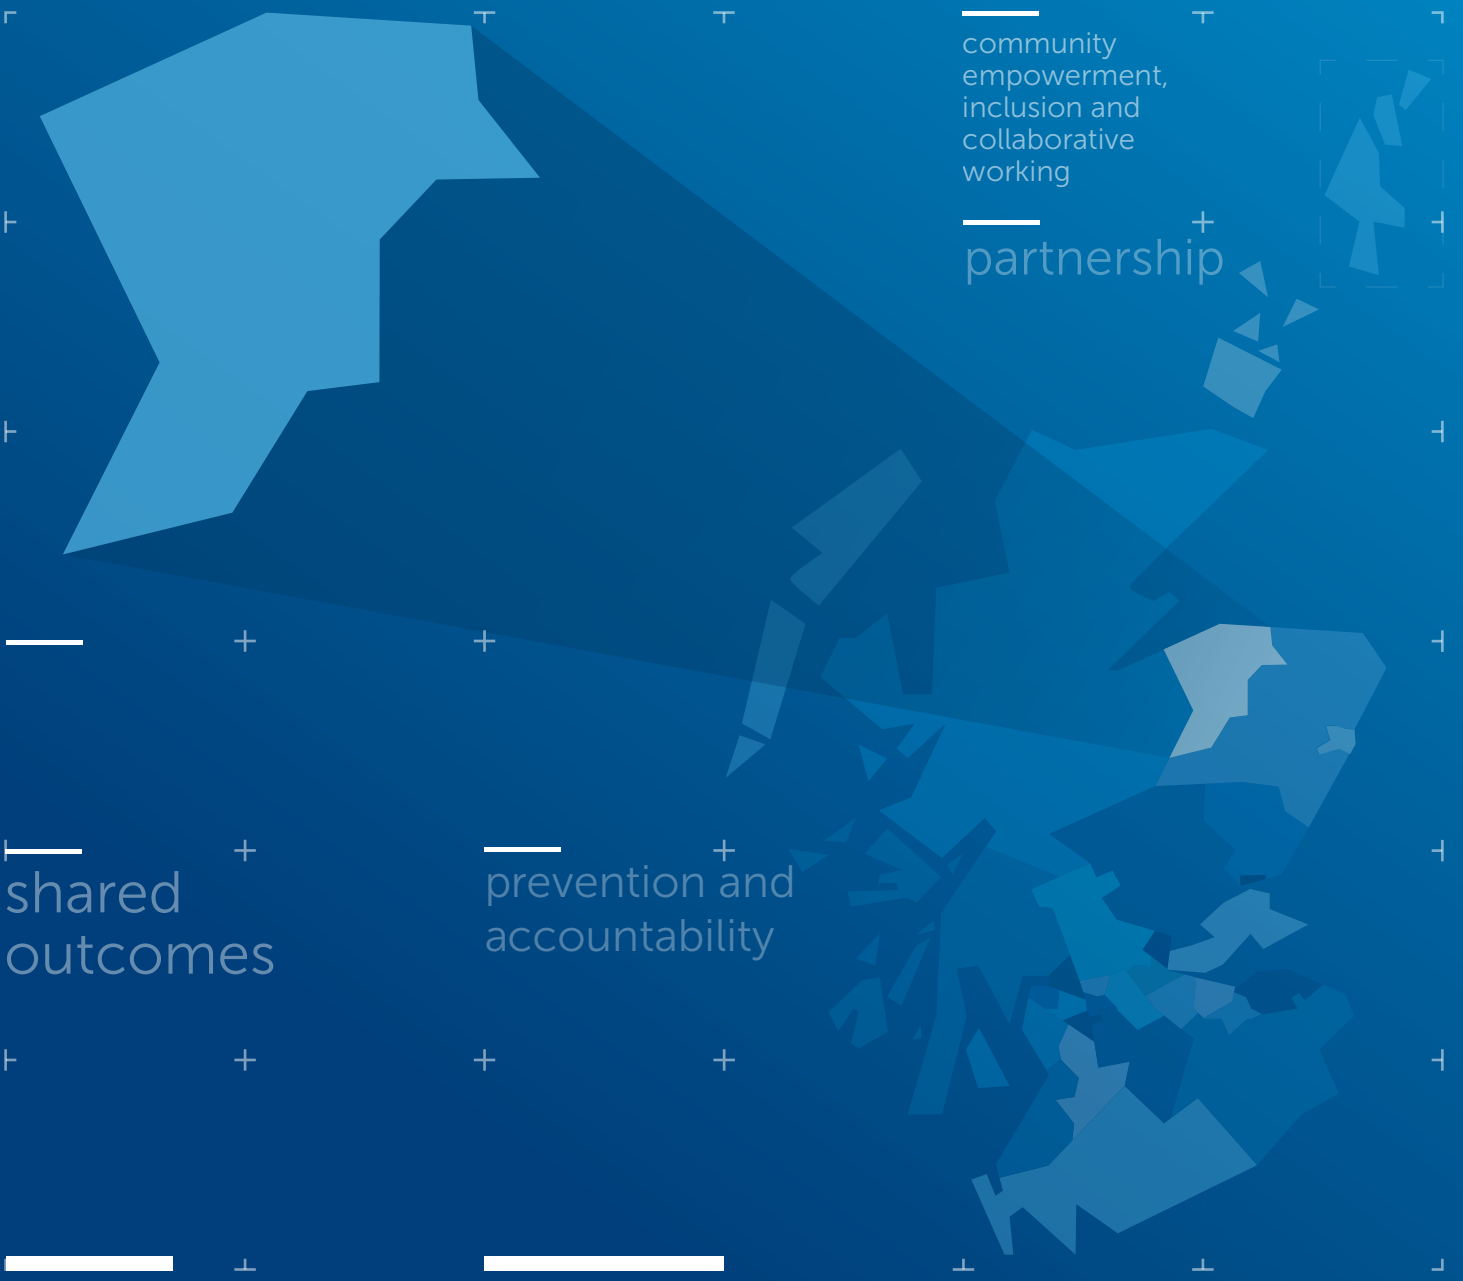 community
empowerment,
inclusion and
collaborative
working
partnership
shared
outcomes
prevention and
accountability